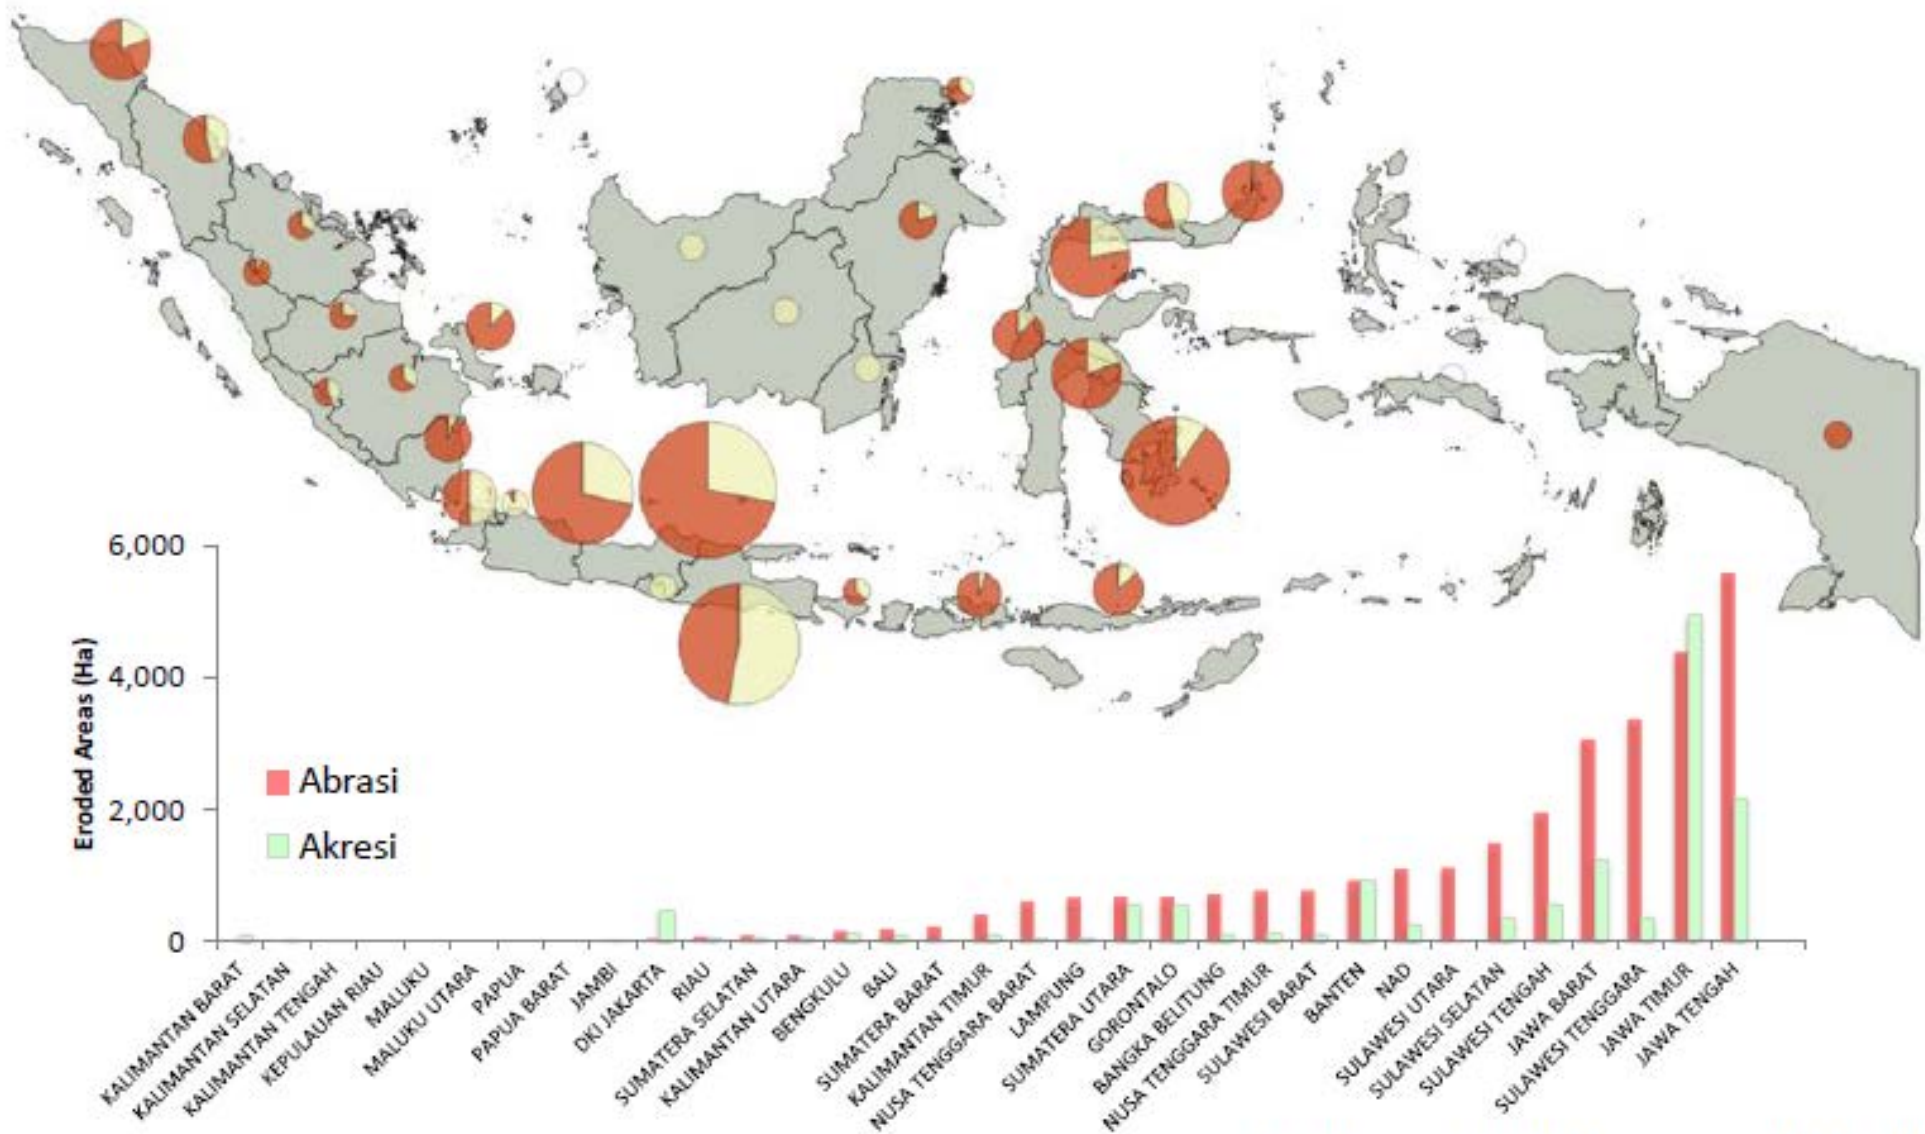 6,000
4,000
2,000
0
Eroded Areas (Ha)
Abrasi
Akresi
KALIMANTAN BARAT
KALIMANTAN SELATAN
KALIMANTAN TENGAH
KEPULAUAN RIAU
MALUKU
MALUKU UTARA
PAPUA
PAPUA BARAT
JAMBI
DKI JAKARTA
RIAU
SUMATERA SELATAN
KALIMANTAN UTARA
BENGKULU
BALI
SUMATERA BARAT
KALIMANTAN TIMUR
NUSA TENGGARA BARAT
LAMPUNG
SUMATERA UTARA
GORONTALO
BANGKA BELITUNG
NUSA TENGGARA TIMUR
SULAWESI BARAT
BANTEN
NAD
SULAWESI UTARA
SULAWESI SELATAN
SULAWESI TENGAH
JAWA BARAT
SULAWESI TENGGARA
JAWA TIMUR
JAWA TENGAH